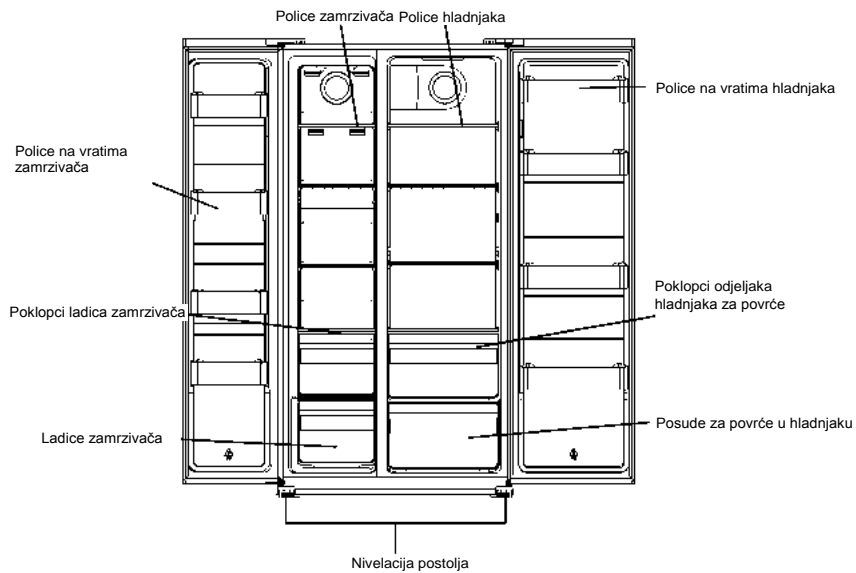 Police zamrzivača
Police hladnjaka
Police na vratima hladnjaka
Police na vratima
zamrzivača
Poklopci odjeljaka
hladnjaka za povrće
Poklopci ladica zamrzivača
Ladice zamrzivača
Posude za povrće u hladnjaku
Nivelacija postolja